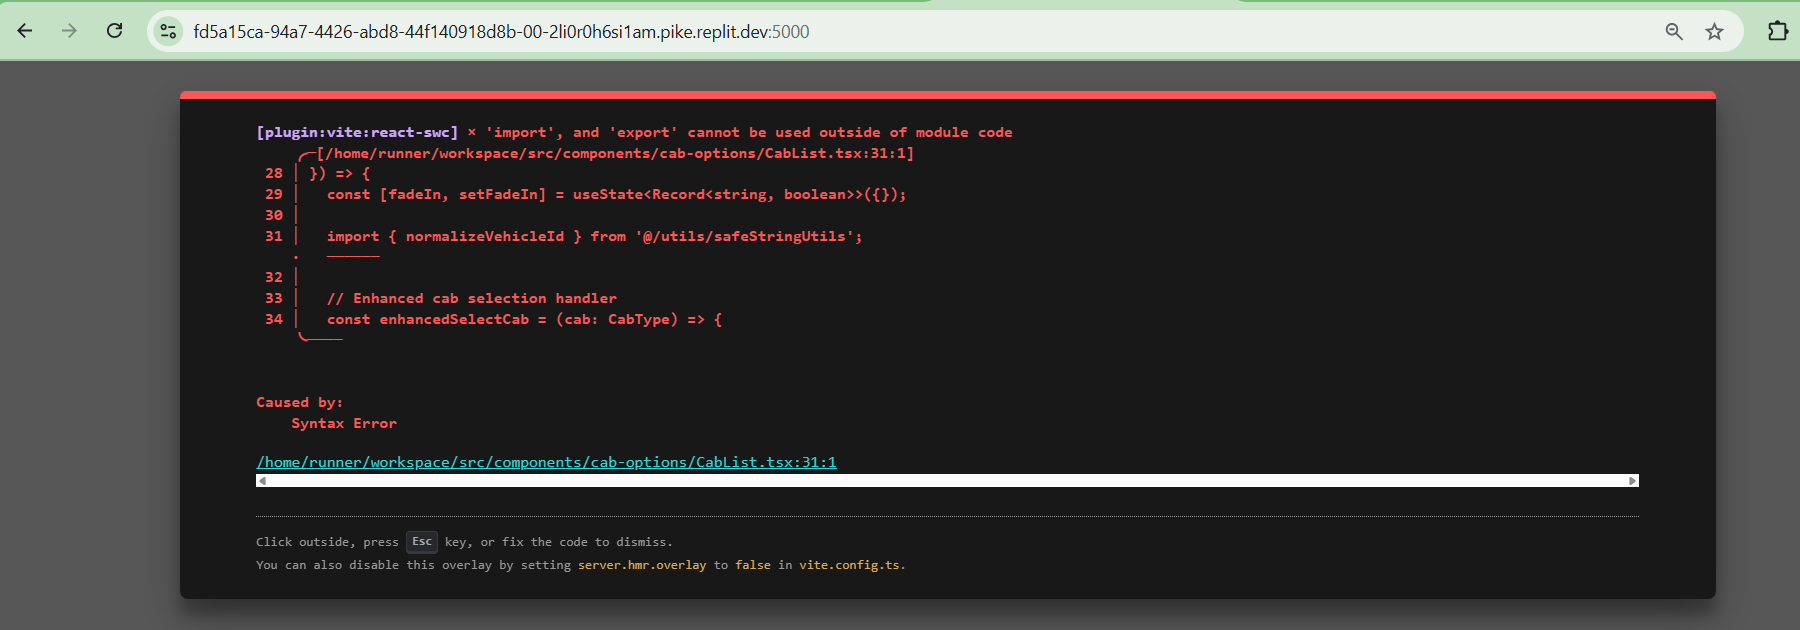 fd5a15ca-94a7-4426-abd8-44f140918d8b-00-2li0r0h6si1am.pike.replit.dev:5000
[plugin:vite:react-swc] × 'import', and 'export' cannot be used outside of module code
╭─[/home/runner/workspace/src/components/cab-options/CabList.tsx:31:1]
28 │ }) => {
29 │   const [fadeIn, setFadeIn] = useState<Record<string, boolean>>({});
30 │
31 │   import { normalizeVehicleId } from '@/utils/safeStringUtils';
·   ──────
32 │
33 │   // Enhanced cab selection handler
34 │   const enhancedSelectCab = (cab: CabType) => {
╰────
Caused by:
Syntax Error
/home/runner/workspace/src/components/cab-options/CabList.tsx:31:1
Click outside, press Esc key, or fix the code to dismiss.
You can also disable this overlay by setting server.hmr.overlay to false in vite.config.ts.